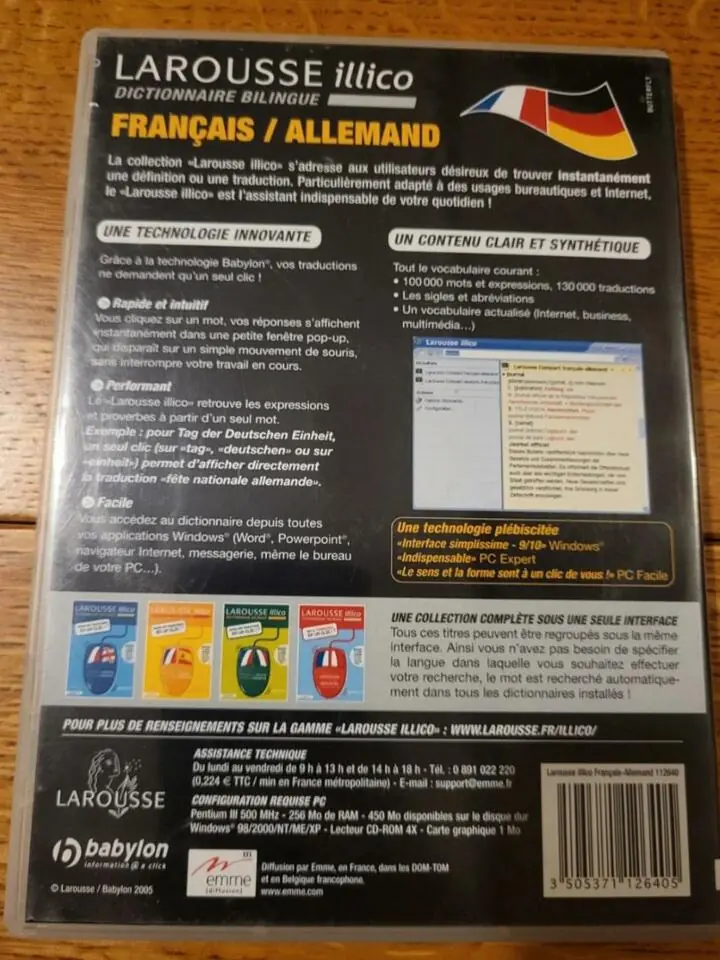 LAROUSSE illico
DICTIONNAIRE BILINGUE
FRANÇAIS / ALLEMAND
BUTTERFLY
La collection «Larousse illico» s'adresse aux utilisateurs désireux de trouver instantanément
une définition ou une traduction. Particulièrement adapté à des usages bureautiques et Internet,
le «Larousse illico» est l'assistant indispensable de votre quotidien !
UNE TECHNOLOGIE INNOVANTE
Grâce à la technologie Babylon®, vos traductions
ne demandent qu'un seul clic !
Rapide et intuitif
Vous cliquez sur un mot, vos réponses s'affichent
instantanément dans une petite fenêtre pop-up,
qui disparaît sur un simple mouvement de souris,
sans interrompre votre travail en cours.
Performant
Le «Larousse illico» retrouve les expressions
et proverbes à partir d'un seul mot.
Exemple : pour Tag der Deutschen Einheit,
un seul clic (sur «tag», «deutschen» ou sur
«einheit») permet d'afficher directement
la traduction «fête nationale allemande».
Facile
Vous accédez au dictionnaire depuis toutes
vos applications Windows® (Word®, Powerpoint®,
navigateur Internet, messagerie, même le bureau
de votre PC...).
UN CONTENU CLAIR ET SYNTHÉTIQUE
Tout le vocabulaire courant :
• 100 000 mots et expressions, 130 000 traductions
• Les sigles et abréviations
• Un vocabulaire actualisé (Internet, business,
multimédia...)
Larousse illico
Une technologie plébiscitée
«Interface simplissime - 9/10» Windows®
«Indispensable» PC Expert
«Le sens et la forme sont à un clic de vous !» PC Facile
LAROUSSE illico
LAROUSSE illico
LAROUSSE illico
LAROUSSE illico
UNE COLLECTION COMPLÈTE SOUS UNE SEULE INTERFACE
Tous ces titres peuvent être regroupés sous la même
interface. Ainsi vous n'avez pas besoin de spécifier
la langue dans laquelle vous souhaitez effectuer
votre recherche, le mot est recherché automatique-
ment dans tous les dictionnaires installés !
POUR PLUS DE RENSEIGNEMENTS SUR LA GAMME «LAROUSSE ILLICO» : WWW.LAROUSSE.FR/ILLICO/
LAROUSSE
babylon
information @ a click
© Larousse / Babylon 2005
ASSISTANCE TECHNIQUE
Du lundi au vendredi de 9 h à 13 h et de 14 h à 18 h - Tél. : 0 891 022 220
(0,224 € TTC / min en France métropolitaine) - E-mail : support@emme.fr
CONFIGURATION REQUISE PC
Pentium III 500 MHz - 256 Mo de RAM - 450 Mo disponibles sur le disque dur
Windows® 98/2000/NT/ME/XP - Lecteur CD-ROM 4X - Carte graphique 1 Mo
emme
[diffusion]
Diffusion par Emme, en France, dans les DOM-TOM
et en Belgique francophone.
www.emme.com
Larousse illico Français-Allemand 112640
3 505371 126405